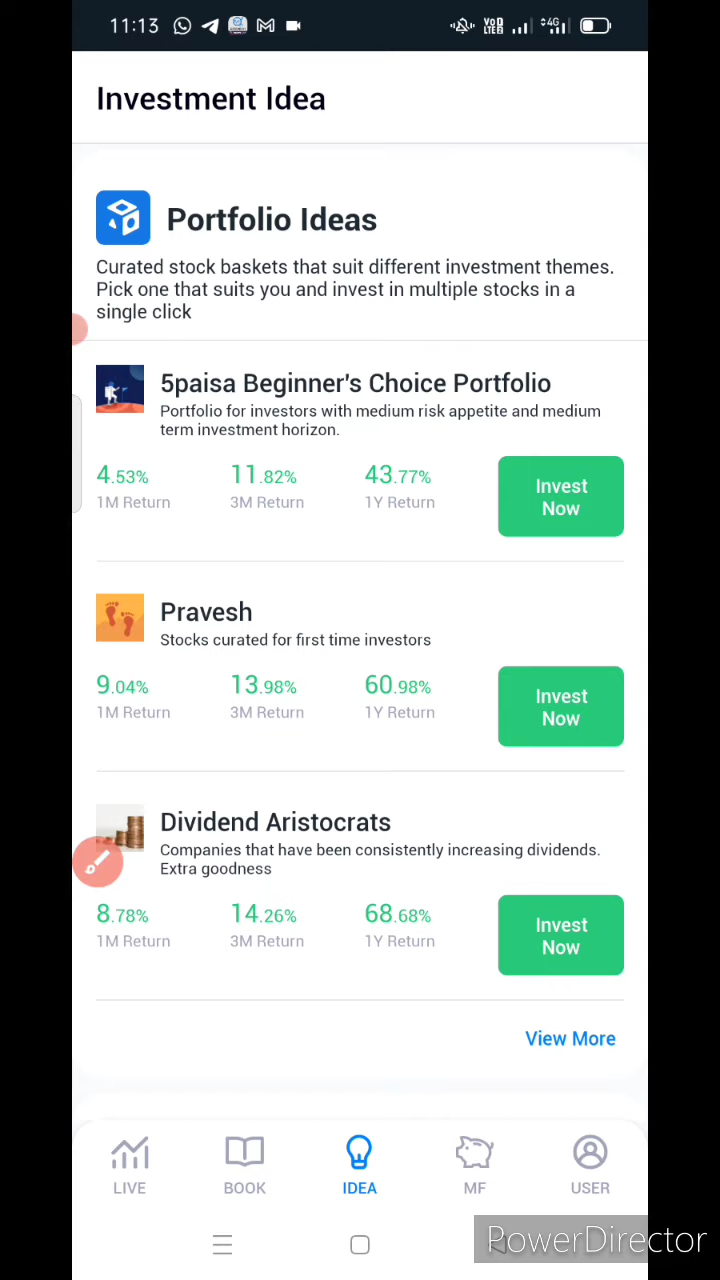 11:13
VoD LTE2
4G
Investment Idea
Portfolio Ideas
Curated stock baskets that suit different investment themes.
Pick one that suits you and invest in multiple stocks in a
single click
5paisa Beginner's Choice Portfolio
Portfolio for investors with medium risk appetite and medium
term investment horizon.
4.53% 11.82% 43.77%
1M Return 3M Return 1Y Return
Invest
Now
Pravesh
Stocks curated for first time investors
9.04% 13.98% 60.98%
1M Return 3M Return 1Y Return
Invest
Now
Dividend Aristocrats
Companies that have been consistently increasing dividends.
Extra goodness
8.78% 14.26% 68.68%
1M Return 3M Return 1Y Return
Invest
Now
View More
LIVE BOOK IDEA MF USER
PowerDirector